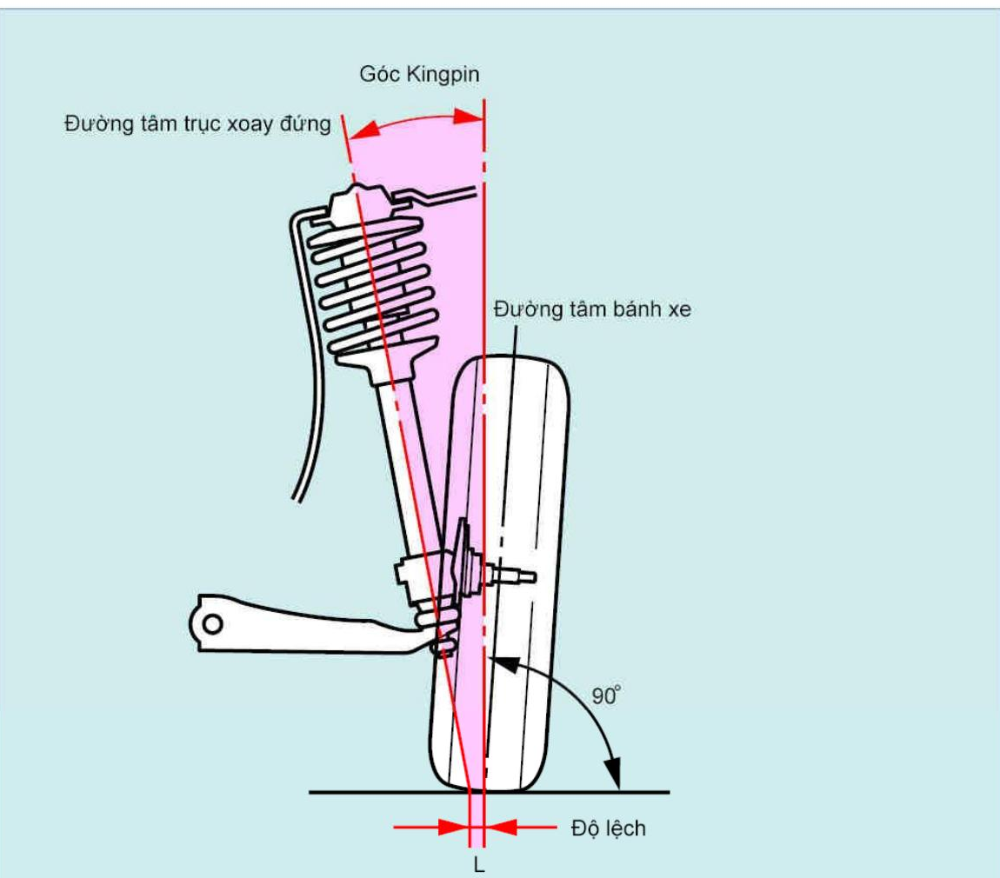 Góc Kingpin
Đường tâm trục xoay đứng
Đường tâm bánh xe
90°
Độ lệch
L